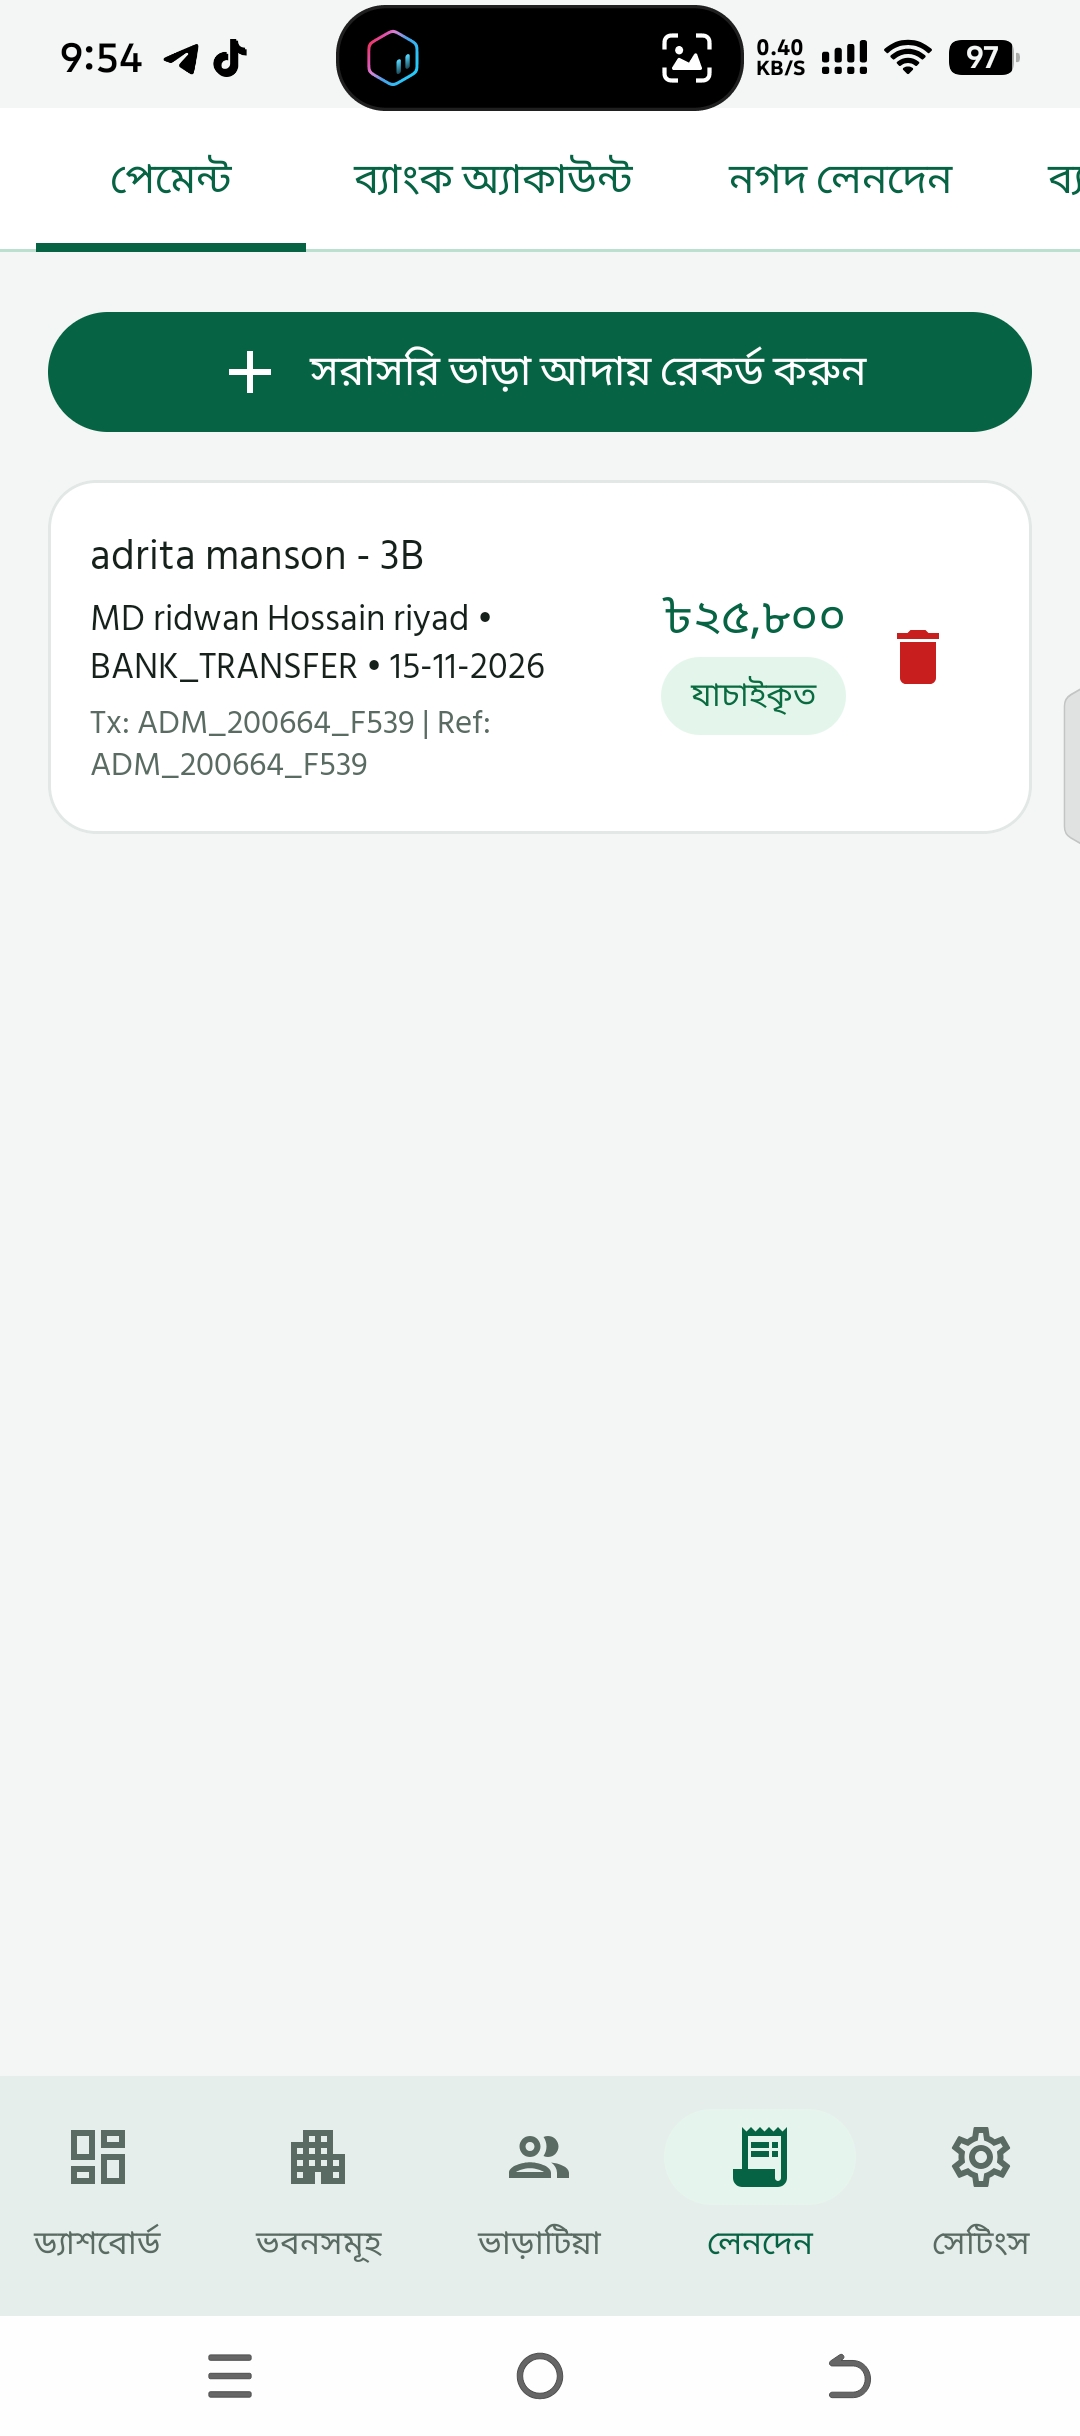 9:54
0.40
KB/S
97
পেমেন্ট
ব্যাংক অ্যাকাউন্ট
নগদ লেনদেন
সরাসরি ভাড়া আদায় রেকর্ড করুন
adrita manson - 3B
MD ridwan Hossain riyad •
BANK_TRANSFER • 15-11-2026
Tx: ADM_200664_F539 | Ref:
ADM_200664_F539
৳২৫,৮০০
যাচাইকৃত
ড্যাশবোর্ড
ভবনসমূহ
ভাড়াটিয়া
লেনদেন
সেটিংস